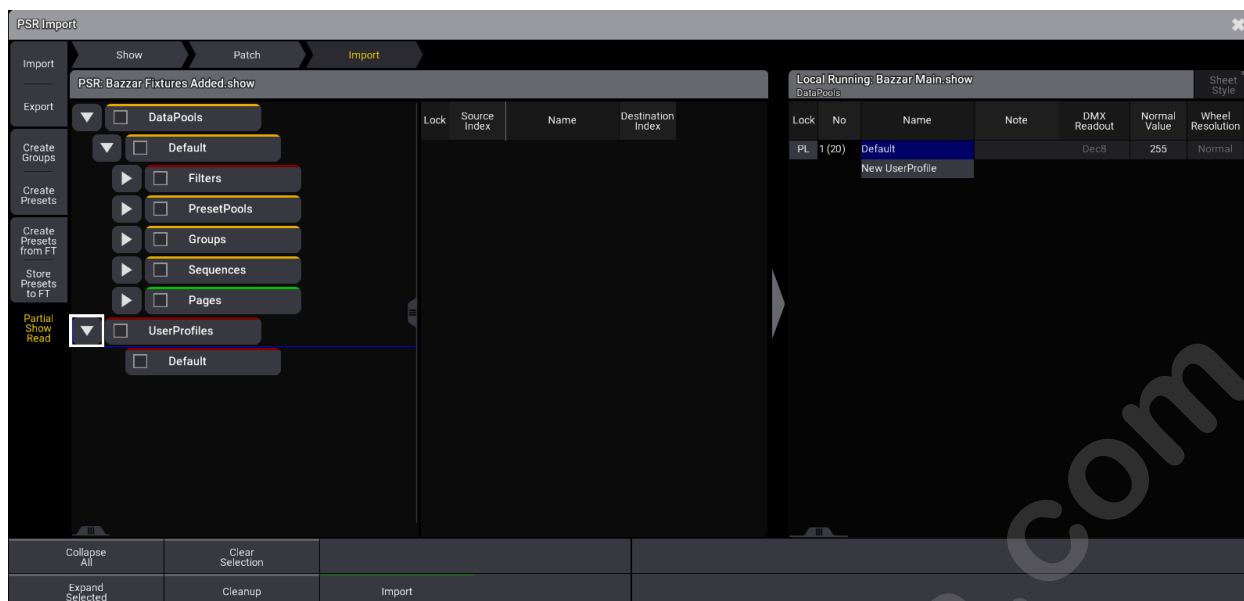 PSR Import
Import
Export
Create
Groups
Create
Presets
Create
Presets
from FT
Store
Presets
to FT
Partial
Show
Read
Show
Patch
Import
PSR: Bazzar Fixtures Added.show
DataPools
Default
Filters
PresetPools
Groups
Sequences
Pages
UserProfiles
Default
Lock
Source
Index
Name
Destination
Index
Local Running: Bazzar Main.show
DataPools
Sheet
Style
Lock
No
Name
Note
DMX
Readout
Normal
Value
Wheel
Resolution
PL
1 (20)
Default
Dec8
255
Normal
New UserProfile
Collapse
All
Clear
Selection
Expand
Selected
Cleanup
Import
com